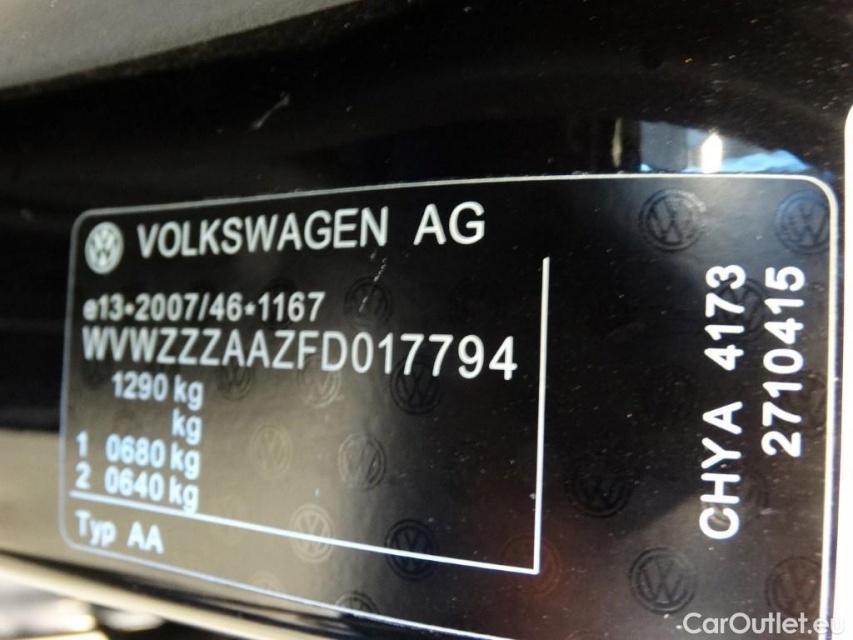 VOLKSWAGEN AG
e13*2007/46*1167
WVWZZZAAZFD017794
1290 kg
kg
1 0680 kg
2 0640 kg
Typ AA
CHYA 4173
2710415
CarOutlet.eu